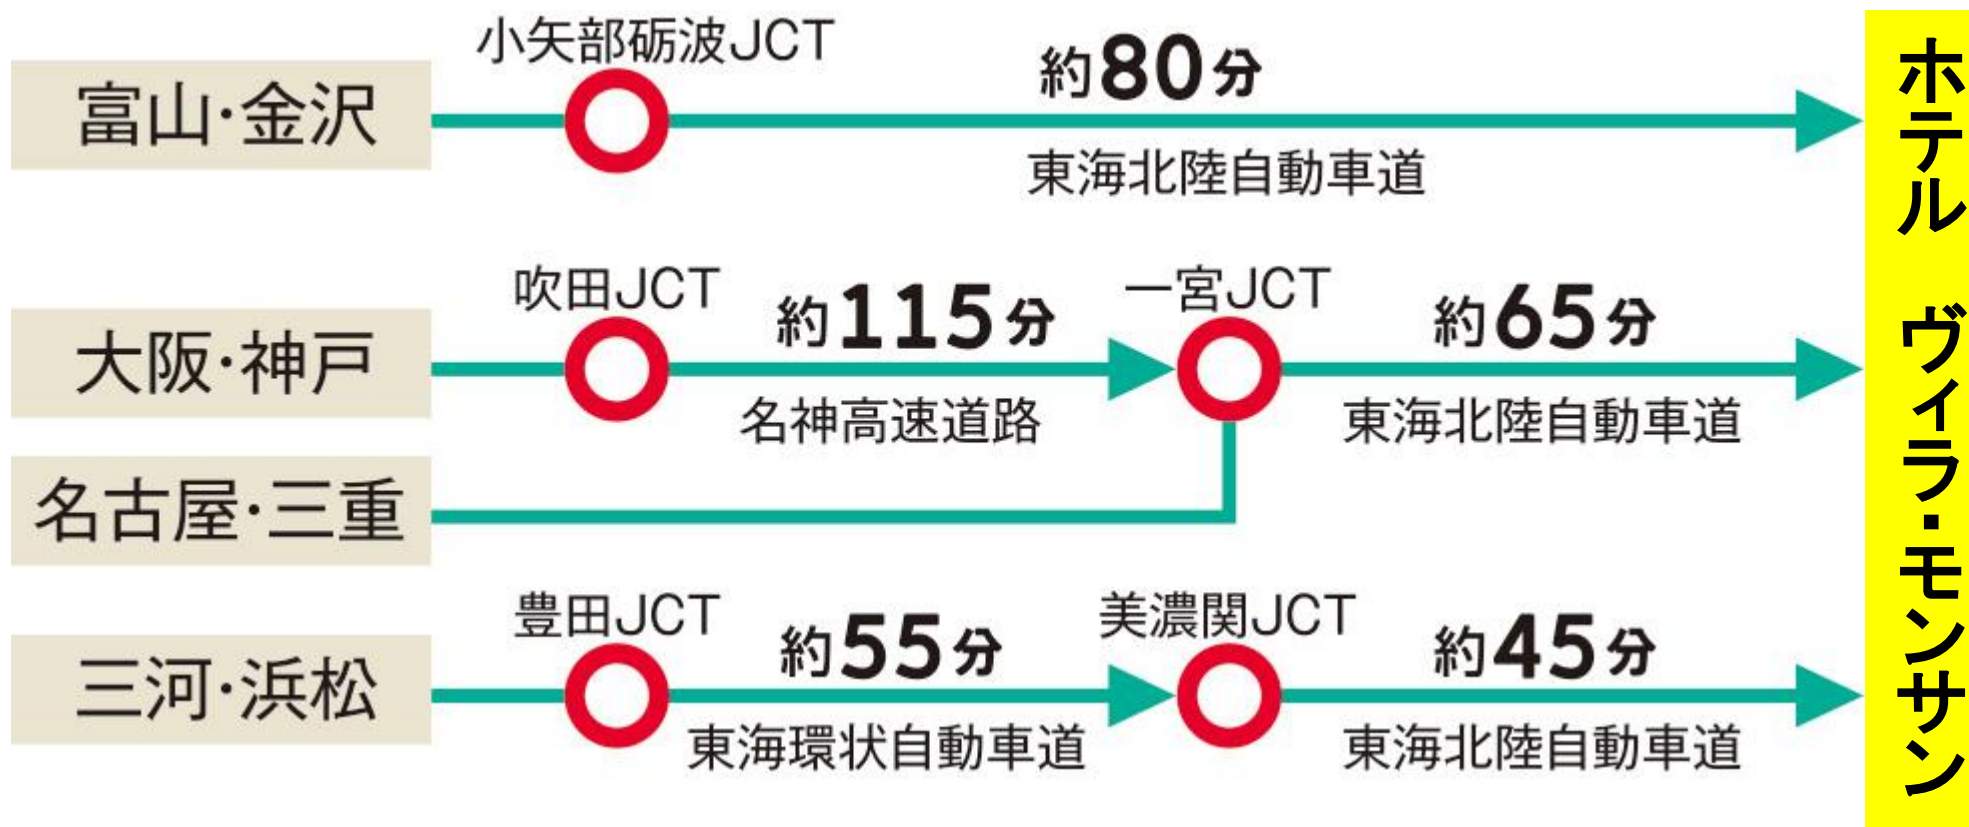 小矢部砺波JCT
富山・金沢
約80分
東海北陸自動車道
吹田JCT
一宮JCT
大阪・神戸
約115分
約65分
名神高速道路
東海北陸自動車道
名古屋・三重
豊田JCT
美濃関JCT
三河・浜松
約55分
約45分
東海環状自動車道
東海北陸自動車道
ホテル ヴィラ・モンサン